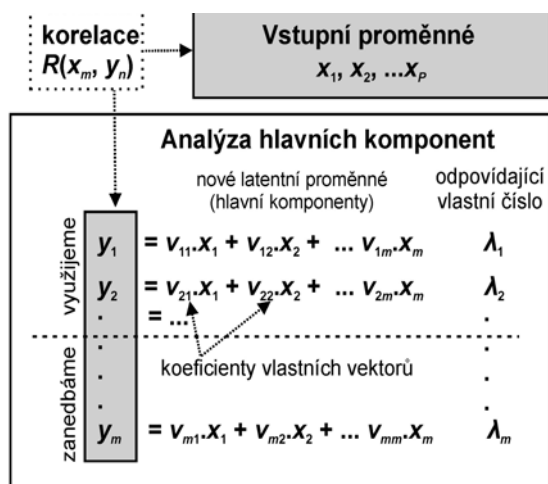 korelace
R(xₘ, yₙ)
Vstupní proměnné
x₁, x₂, ...x_P
Analýza hlavních komponent
nové latentní proměnné
(hlavní komponenty)
odpovídající
vlastní číslo
využijeme
y₁ = v₁₁.x₁ + v₁₂.x₂ + ... v₁ₘ.xₘ λ₁
y₂ = v₂₁.x₁ + v₂₂.x₂ + ... v₂ₘ.xₘ λ₂
. = ... .
koeficienty vlastních vektorů
zanedbáme
. .
. .
. .
yₘ = vₘ₁.x₁ + vₘ₂.x₂ + ... vₘₘ.xₘ λₘ